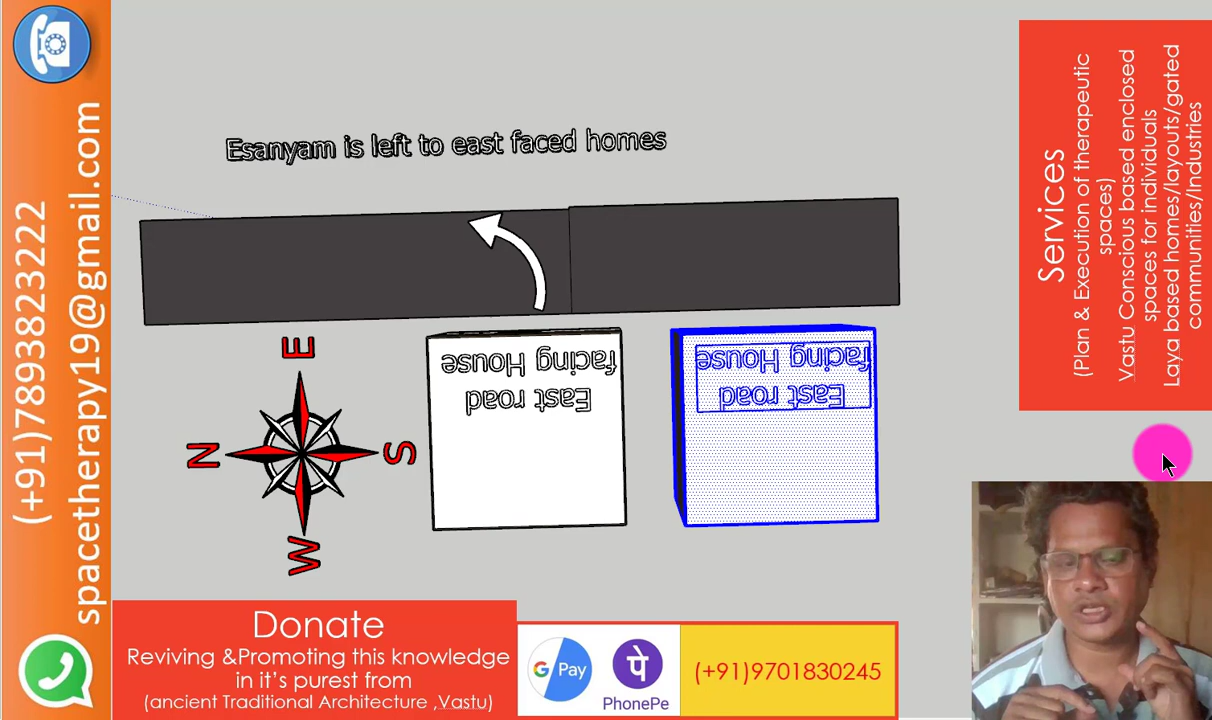 (+91)7893823222
spacetherapy19@gmail.com
Esanyam is left to east faced homes
East road
facing House
East road
facing House
E
N
S
W
Services
(Plan & Execution of therapeutic
spaces)
Vastu Conscious based enclosed
spaces for individuals
Laya based homes/layouts/gated
communities/Industries
Donate
Reviving &Promoting this knowledge
in it's purest from
(ancient Traditional Architecture ,Vastu)
G Pay
पे
PhonePe
(+91)9701830245